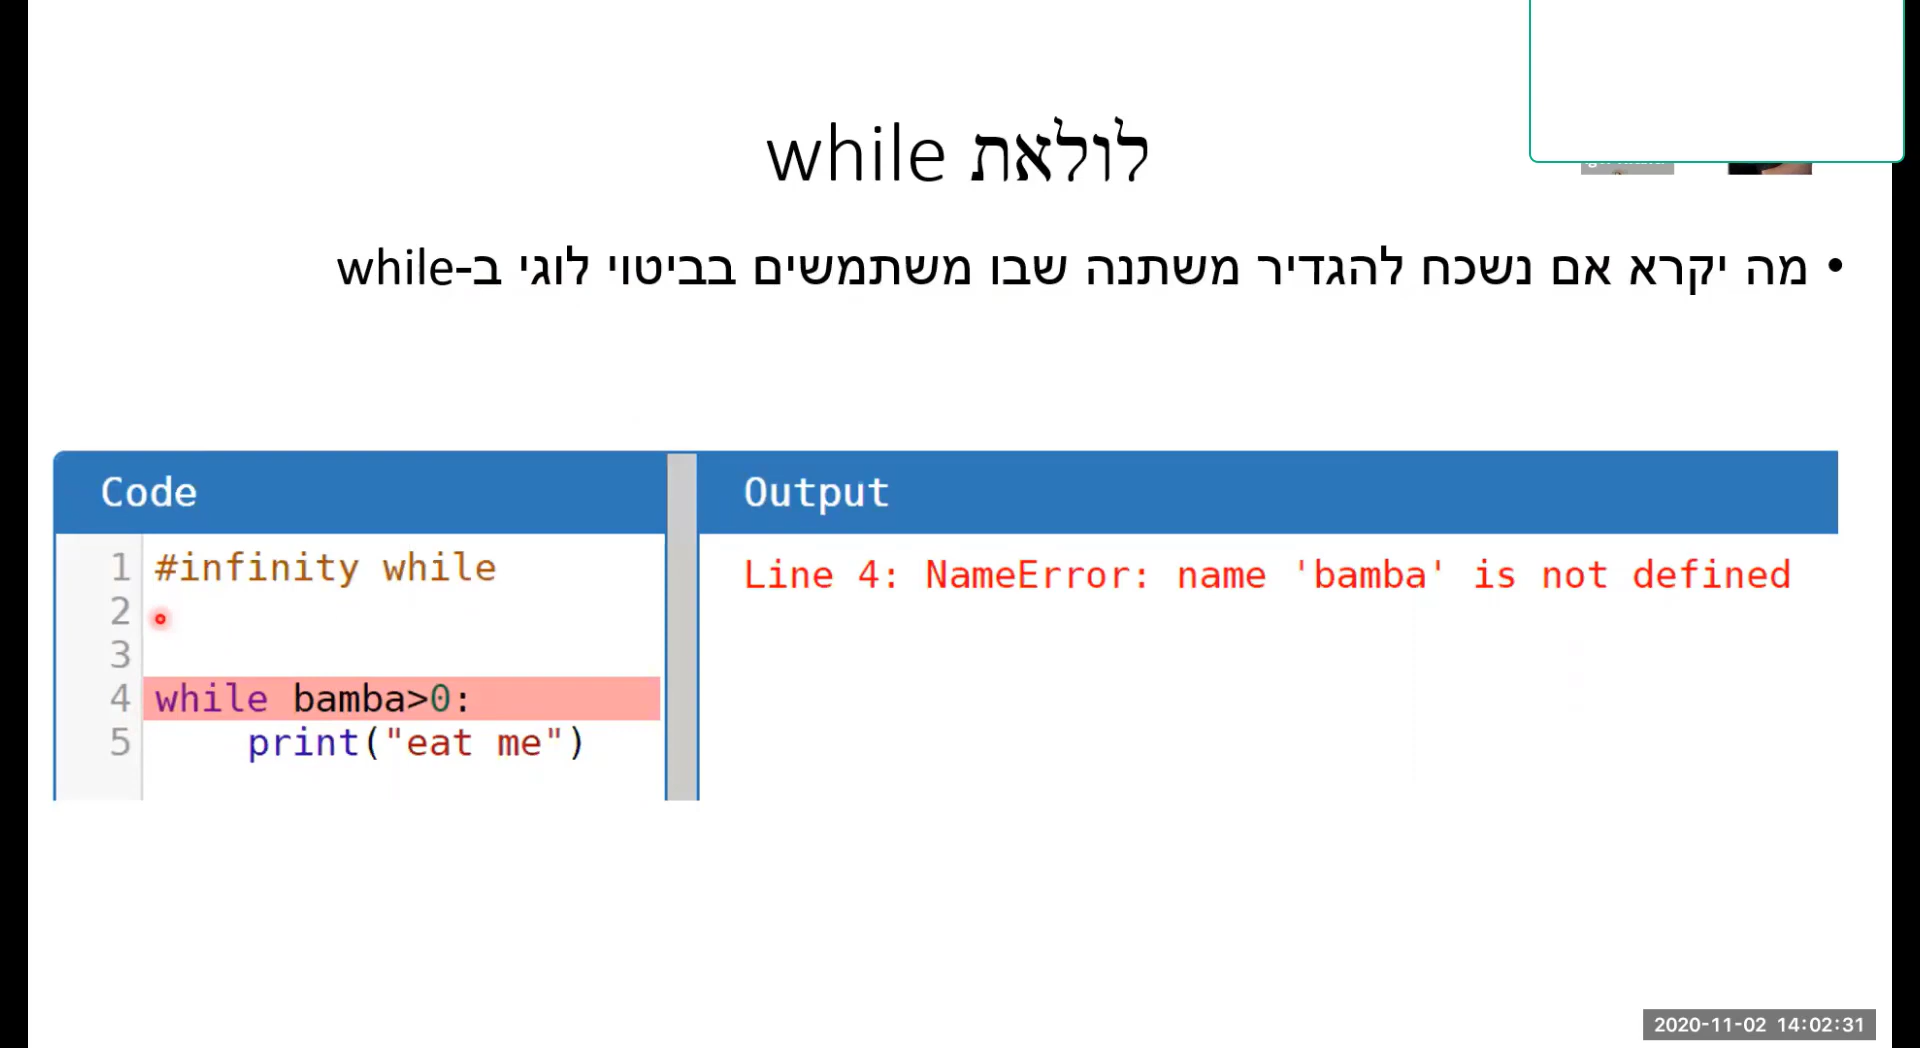 לולאת while
• מה יקרא אם נשכח להגדיר משתנה שבו משתמשים בביטוי לוגי ב-while
Code
1 #infinity while
2
3
4 while bamba>0:
5     print("eat me")
Output
Line 4: NameError: name 'bamba' is not defined
2020-11-02 14:02:31